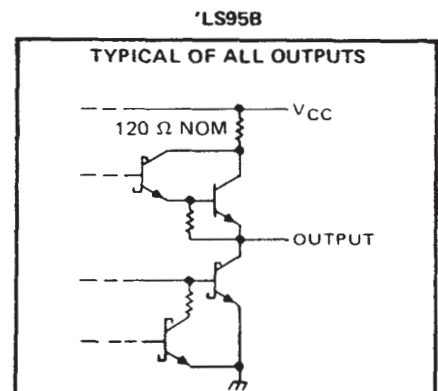 'LS95B
TYPICAL OF ALL OUTPUTS
VCC
120 Ω NOM
OUTPUT